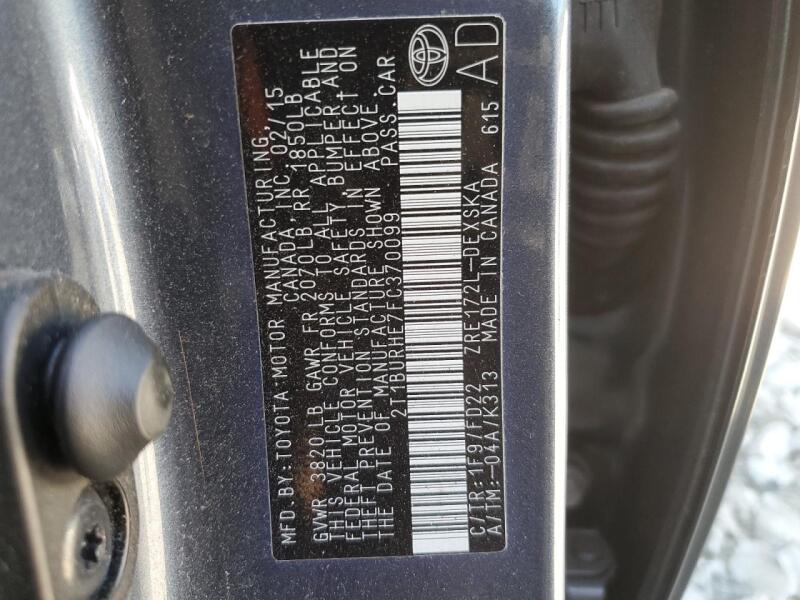 MFD. BY: TOYOTA MOTOR MANUFACTURING,
CANADA, INC. 02/15
GVWR 3820 LB GAWR FR 2070LB RR 1850LB
THIS VEHICLE CONFORMS TO ALL APPLICABLE
FEDERAL MOTOR VEHICLE SAFETY, BUMPER AND
THEFT PREVENTION STANDARDS IN EFFECT ON
THE DATE OF MANUFACTURE SHOWN ABOVE.
2T1BURHE7FC370099 PASS.CAR
C/TR: 1F9/FD22 ZRE172L-DEXSKA
A/TM:-04A/K313 MADE IN CANADA 615
AD